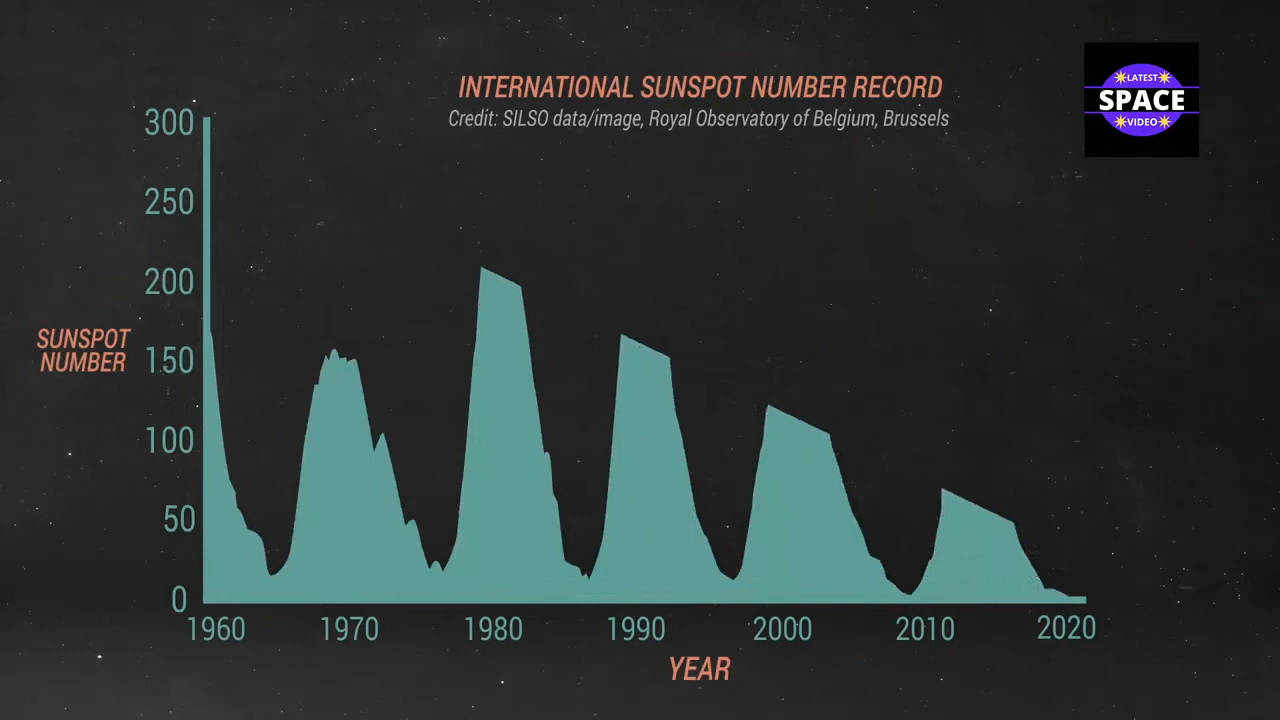 INTERNATIONAL SUNSPOT NUMBER RECORD
Credit: SILSO data/image, Royal Observatory of Belgium, Brussels
LATEST
SPACE
VIDEO
300
250
200
SUNSPOT
NUMBER
150
100
50
0
1960 1970 1980 1990 2000 2010 2020
YEAR